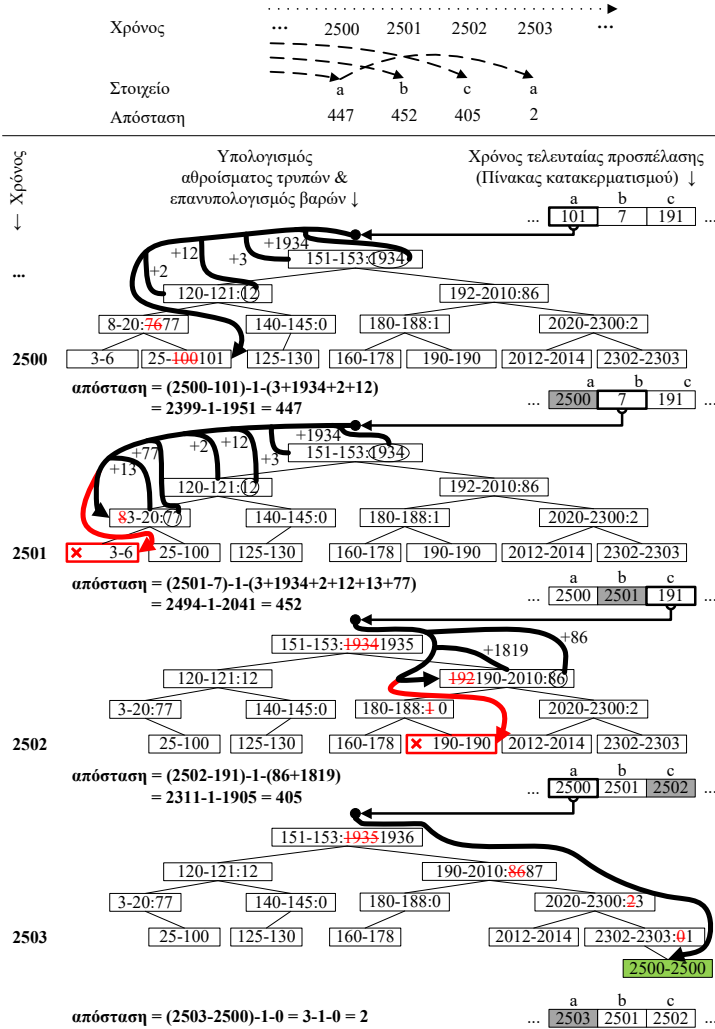 Χρόνος ... 2500 2501 2502 2503 ...
Στοιχείο a b c a
Απόσταση 447 452 405 2
← Χρόνος
Υπολογισμός
αθροίσματος τρυπών &
επανυπολογισμός βαρών ↓
Χρόνος τελευταίας προσπέλασης
(Πίνακας κατακερματισμού) ↓
a b c
... 101 7 191 ...
+1934
+12
+3
+2
151-153:1934
...
120-121:12 192-2010:86
8-20:7677 140-145:0 180-188:1 2020-2300:2
2500 3-6 25-100101 125-130 160-178 190-190 2012-2014 2302-2303
απόσταση = (2500-101)-1-(3+1934+2+12)
= 2399-1-1951 = 447
a b c
... 2500 7 191 ...
+1934
+12
+2
+77
+3
+13
151-153:1934
120-121:12 192-2010:86
83-20:77 140-145:0 180-188:1 2020-2300:2
2501 × 3-6 25-100 125-130 160-178 190-190 2012-2014 2302-2303
απόσταση = (2501-7)-1-(3+1934+2+12+13+77)
= 2494-1-2041 = 452
a b c
... 2500 2501 191 ...
+86
+1819
151-153:19341935
120-121:12 192190-2010:86
3-20:77 140-145:0 180-188:1 0 2020-2300:2
2502 25-100 125-130 160-178 × 190-190 2012-2014 2302-2303
απόσταση = (2502-191)-1-(86+1819)
= 2311-1-1905 = 405
a b c
... 2500 2501 2502 ...
151-153:19351936
120-121:12 190-2010:8687
3-20:77 140-145:0 180-188:0 2020-2300:23
2503 25-100 125-130 160-178 2012-2014 2302-2303:01
2500-2500
απόσταση = (2503-2500)-1-0 = 3-1-0 = 2
a b c
... 2503 2501 2502 ...